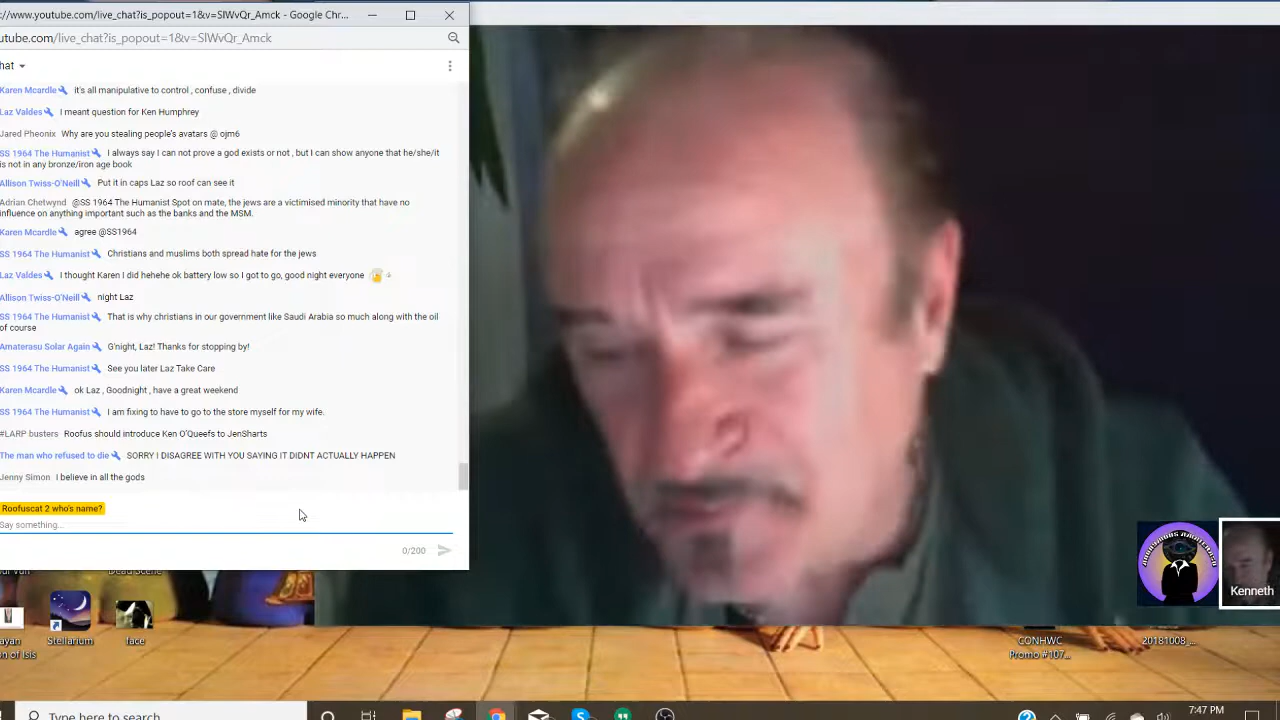 ://www.youtube.com/live_chat?is_popout=1&v=SlWvQr_Amck - Google Chr...
utube.com/live_chat?is_popout=1&v=SlWvQr_Amck
hat
Karen Mcardle it's all manipulative to control , confuse , divide
Laz Valdes I meant question for Ken Humphrey
Jared Pheonix Why are you stealing people's avatars @ ojm6
SS 1964 The Humanist I always say I can not prove a god exists or not , but I can show anyone that he/she/it
is not in any bronze/iron age book
Allison Twiss-O'Neill Put it in caps Laz so roof can see it
Adrian Chetwynd @SS 1964 The Humanist Spot on mate, the jews are a victimised minority that have no
influence on anything important such as the banks and the MSM.
Karen Mcardle agree @SS1964
SS 1964 The Humanist Christians and muslims both spread hate for the jews
Laz Valdes I thought Karen I did hehehe ok battery low so I got to go, good night everyone
Allison Twiss-O'Neill night Laz
SS 1964 The Humanist That is why christians in our government like Saudi Arabia so much along with the oil
of course
Amaterasu Solar Again G'night, Laz! Thanks for stopping by!
SS 1964 The Humanist See you later Laz Take Care
Karen Mcardle ok Laz , Goodnight , have a great weekend
SS 1964 The Humanist I am fixing to have to go to the store myself for my wife.
#LARP busters Roofus should introduce Ken O'Queefs to JenSharts
The man who refused to die SORRY I DISAGREE WITH YOU SAYING IT DIDNT ACTUALLY HAPPEN
Jenny Simon I believe in all the gods
Roofuscat 2 who's name?
Say something...
0/200
Kenneth
Dead Scene
ayan
on of Isis
Stellarium
face
CONHWC
Promo #107...
20181008_...
Type here to search
7:47 PM